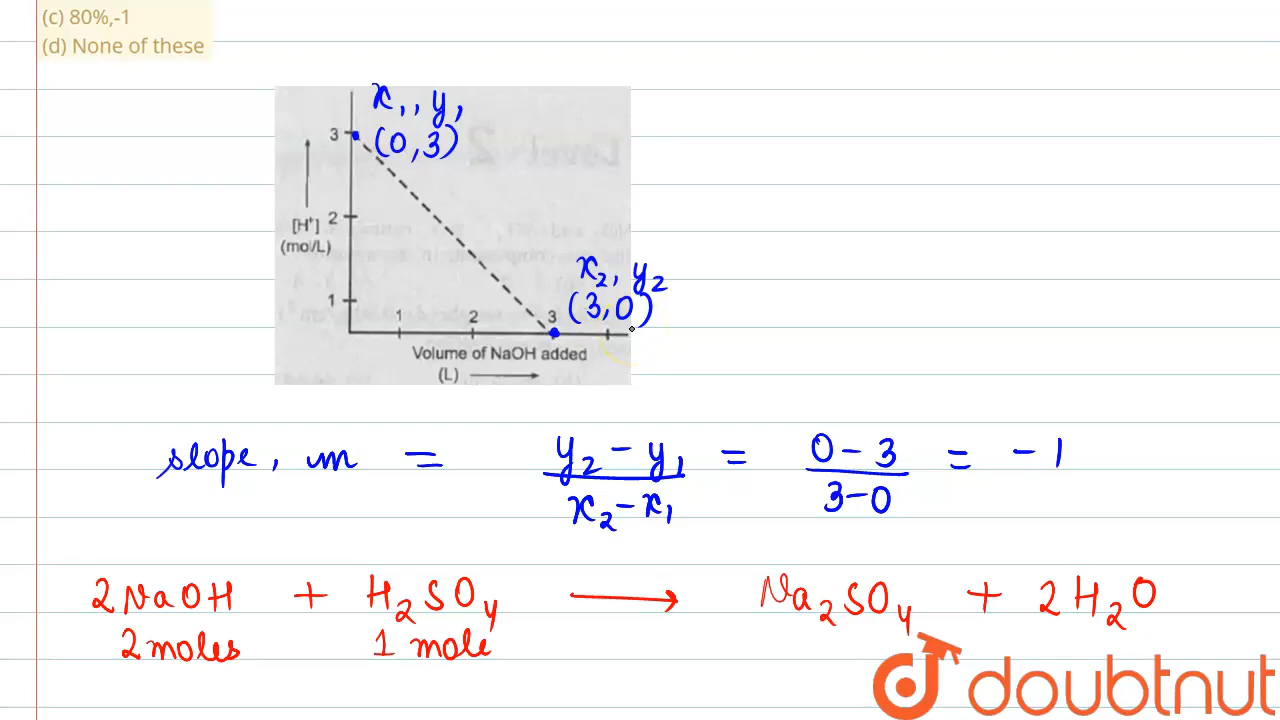 (c) 80%,-1
(d) None of these
x₁, y₁
(0,3)
3
2
1
[H⁺]
(mol/L)
x₂, y₂
(3,0)
1 2 3
Volume of NaOH added
(L)
slope, m = y₂ - y₁ / x₂ - x₁ = 0 - 3 / 3 - 0 = - 1
2NaOH + H₂SO₄ ⟶ Na₂SO₄ + 2H₂O
2 moles 1 mole
doubtnut